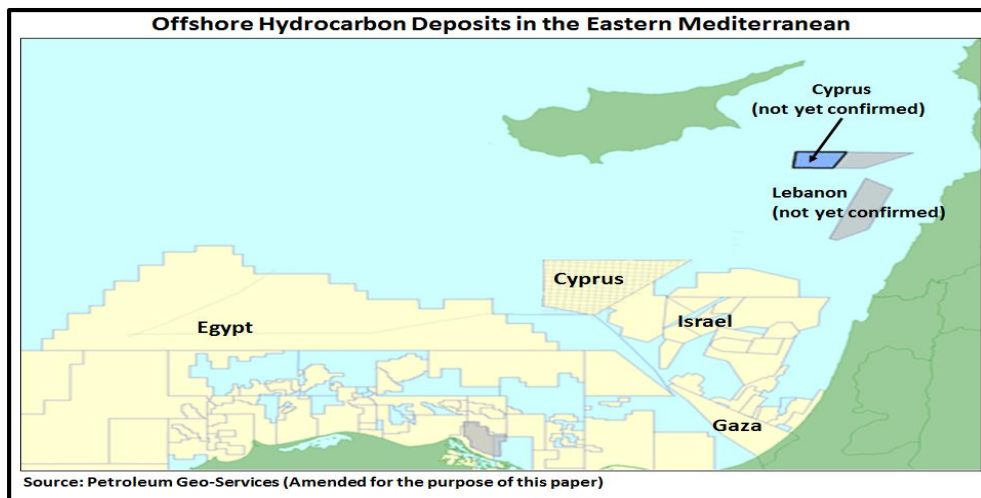 Offshore Hydrocarbon Deposits in the Eastern Mediterranean
Cyprus
(not yet confirmed)
Lebanon
(not yet confirmed)
Cyprus
Egypt
Israel
Gaza
Source: Petroleum Geo-Services (Amended for the purpose of this paper)